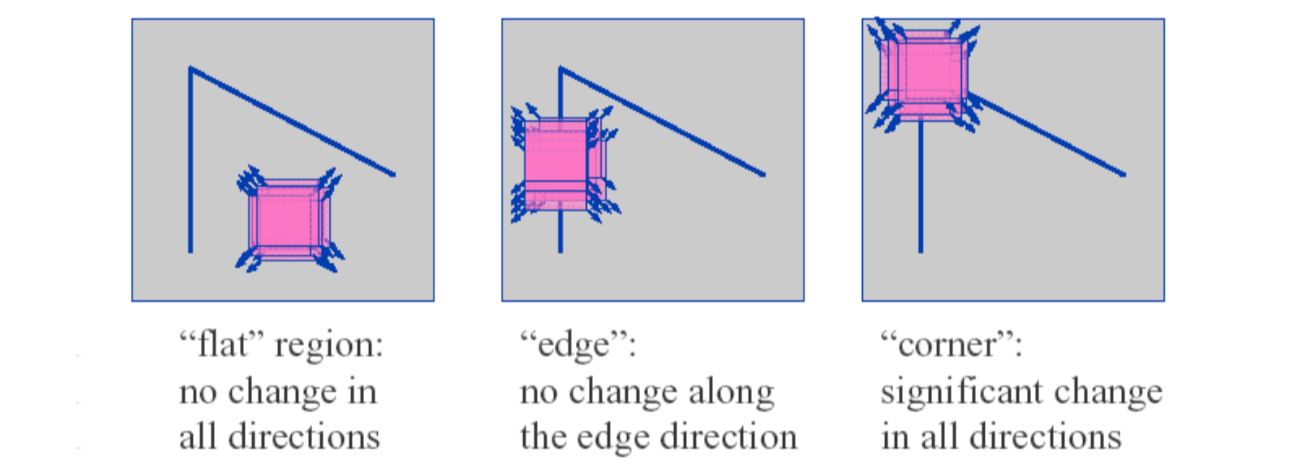 “flat” region:
no change in
all directions
“edge”:
no change along
the edge direction
“corner”:
significant change
in all directions